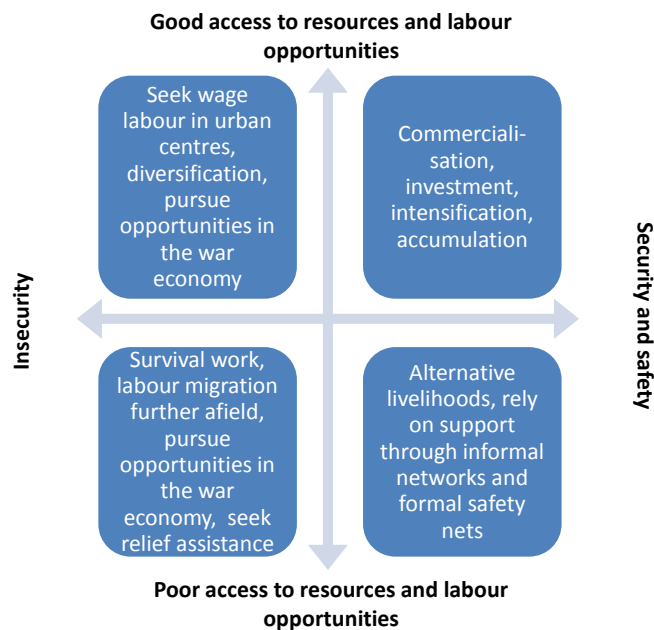 Good access to resources and labour
opportunities
Seek wage
labour in urban
centres,
diversification,
pursue
opportunities in
the war
economy
Commerciali-
sation,
investment,
intensification,
accumulation
Insecurity
Security and safety
Survival work,
labour migration
further afield,
pursue
opportunities in
the war
economy,  seek
relief assistance
Alternative
livelihoods, rely
on support
through informal
networks and
formal safety
nets
Poor access to resources and labour
opportunities